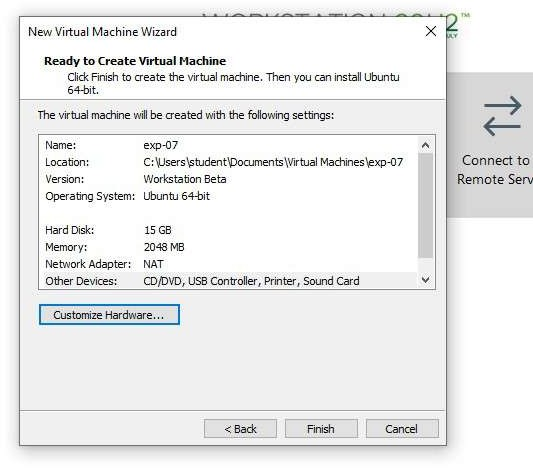 WORKSTATION 20H2™
New Virtual Machine Wizard
Ready to Create Virtual Machine
Click Finish to create the virtual machine. Then you can install Ubuntu
64-bit.
The virtual machine will be created with the following settings:
Name: exp-07
Location: C:\Users\student\Documents\Virtual Machines\exp-07
Version: Workstation Beta
Operating System: Ubuntu 64-bit
Hard Disk: 15 GB
Memory: 2048 MB
Network Adapter: NAT
Other Devices: CD/DVD, USB Controller, Printer, Sound Card
Customize Hardware...
< Back Finish Cancel
Connect to
Remote Serv